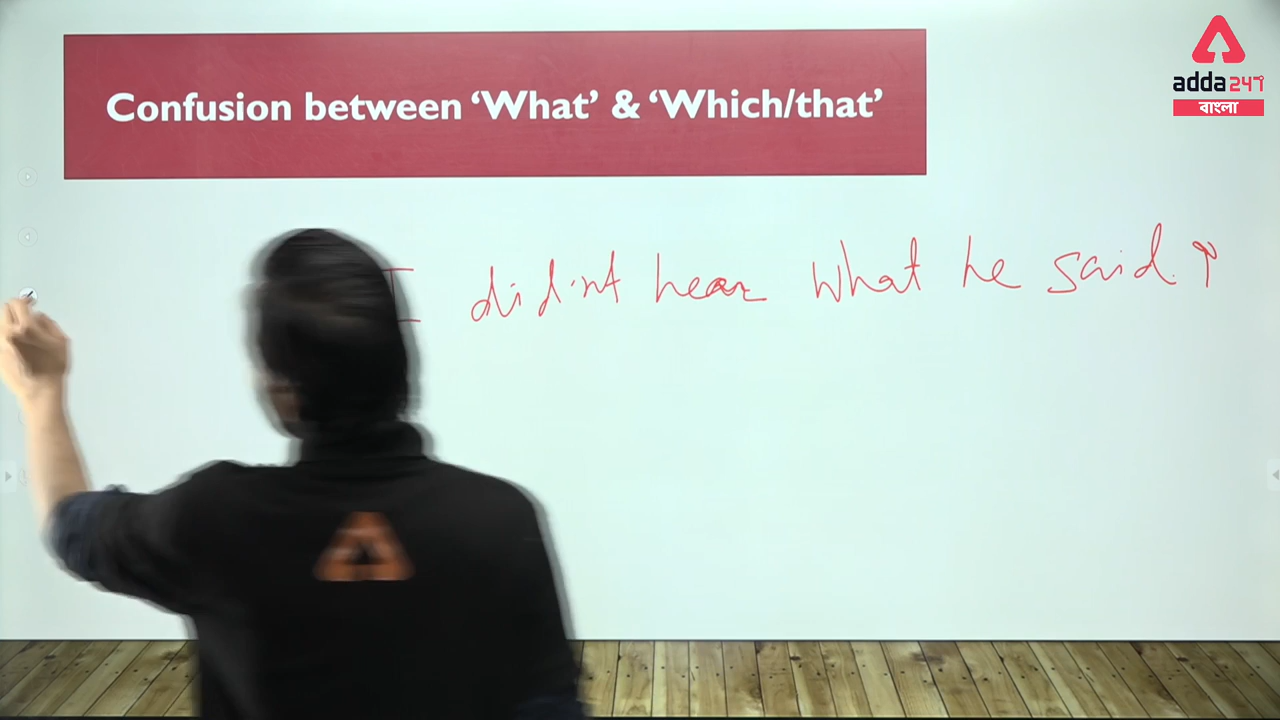 Confusion between ‘What’ & ‘Which/that’
adda247
বাংলা
I didn't hear what he said.